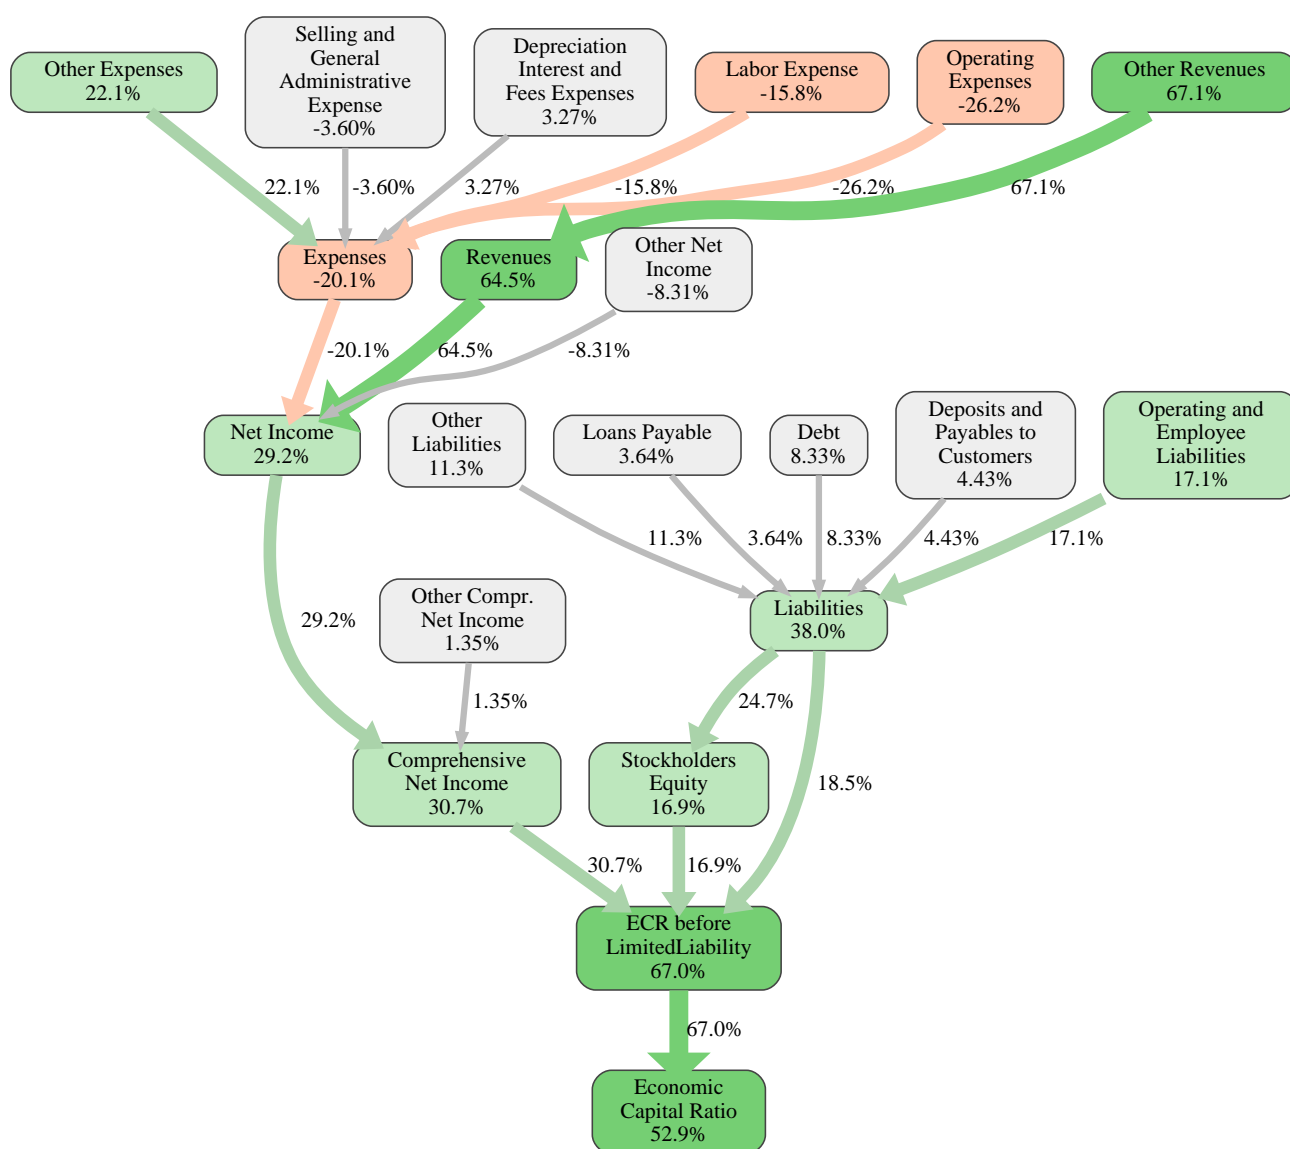 Other Expenses
22.1%
Selling and
General
Administrative
Expense
-3.60%
Depreciation
Interest and
Fees Expenses
3.27%
Labor Expense
-15.8%
Operating
Expenses
-26.2%
Other Revenues
67.1%
22.1%
-3.60%
3.27%
-15.8%
-26.2%
67.1%
Expenses
-20.1%
Revenues
64.5%
Other Net
Income
-8.31%
-20.1%
64.5%
-8.31%
Net Income
29.2%
Other
Liabilities
11.3%
Loans Payable
3.64%
Debt
8.33%
Deposits and
Payables to
Customers
4.43%
Operating and
Employee
Liabilities
17.1%
11.3%
3.64%
8.33%
4.43%
17.1%
29.2%
Other Compr.
Net Income
1.35%
Liabilities
38.0%
1.35%
24.7%
18.5%
Comprehensive
Net Income
30.7%
Stockholders
Equity
16.9%
30.7%
16.9%
ECR before
LimitedLiability
67.0%
67.0%
Economic
Capital Ratio
52.9%